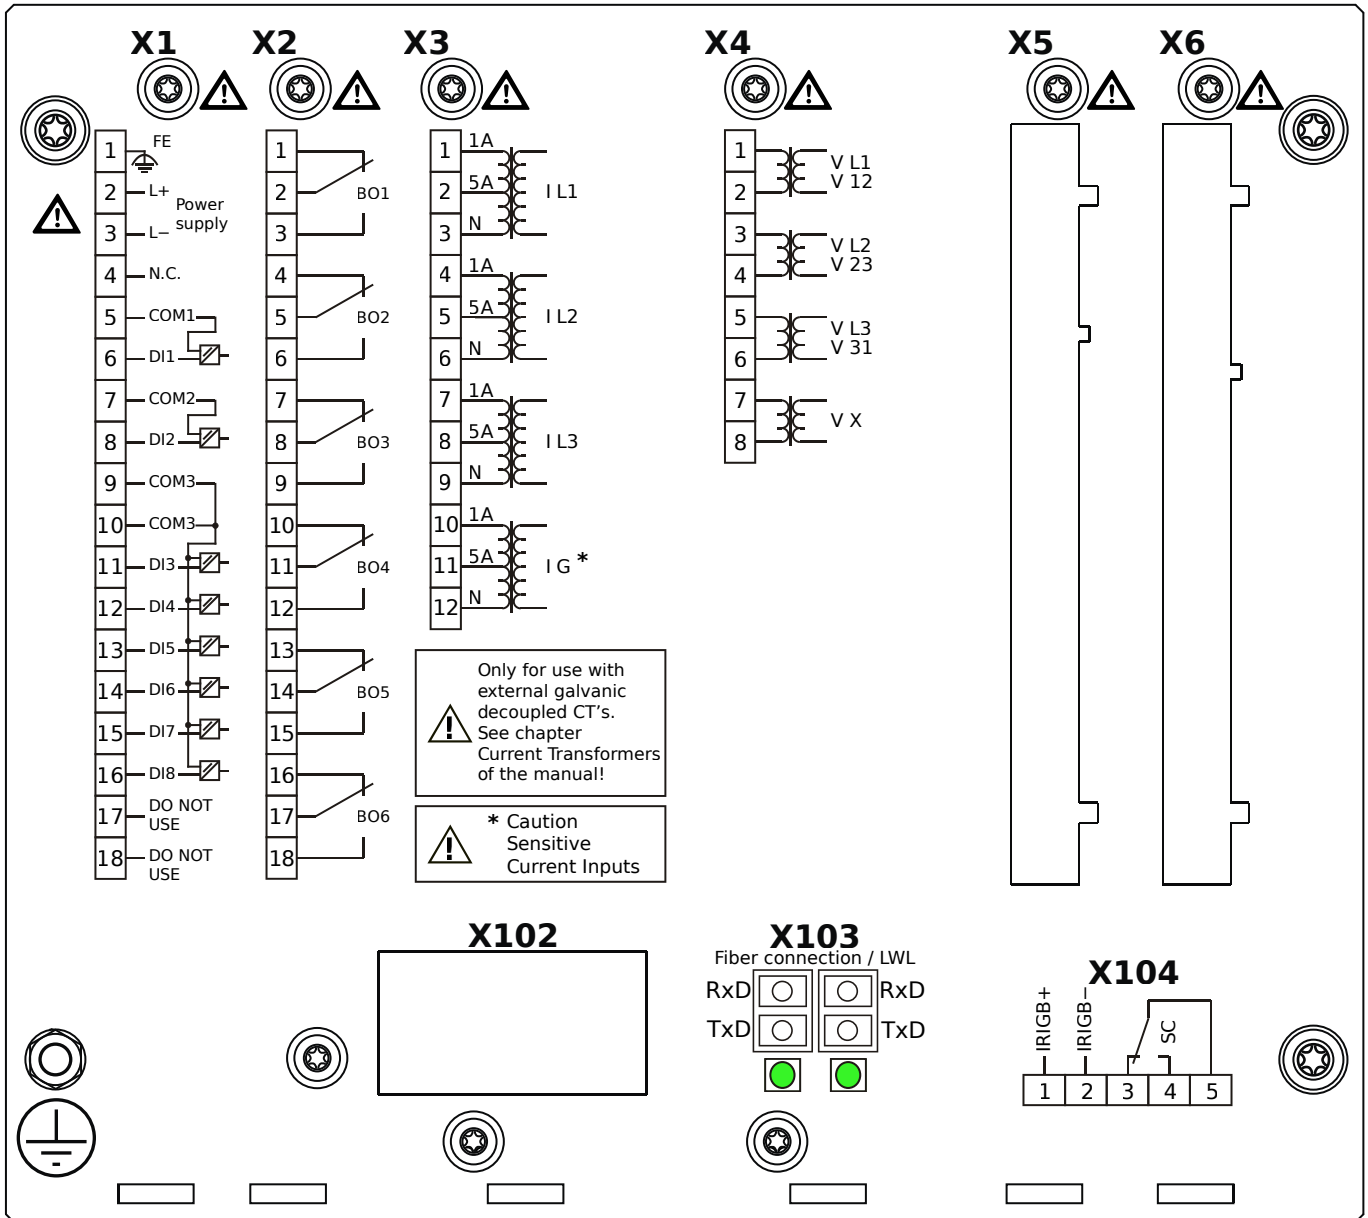 X1 X2 X3 X4 X5 X6
1 FE
2 L+
Power
supply
3 L−
4 N.C.
5 COM1
6 DI1
7 COM2
8 DI2
9 COM3
10 COM3
11 DI3
12 DI4
13 DI5
14 DI6
15 DI7
16 DI8
17 DO NOT
USE
18 DO NOT
USE
1
2 BO1
3
4
5 BO2
6
7
8 BO3
9
10
11 BO4
12
13
14 BO5
15
16
17 BO6
18
1 1A
2 5A I L1
3 N
4 1A
5 5A I L2
6 N
7 1A
8 5A I L3
9 N
10 1A
11 5A I G *
12 N
Only for use with
external galvanic
decoupled CT's.
See chapter
Current Transformers
of the manual!
* Caution
Sensitive
Current Inputs
1 V L1
2 V 12
3 V L2
4 V 23
5 V L3
6 V 31
7 V X
8
X102
X103
Fiber connection / LWL
RxD RxD
TxD TxD
X104
IRIGB+ IRIGB− SC
1 2 3 4 5